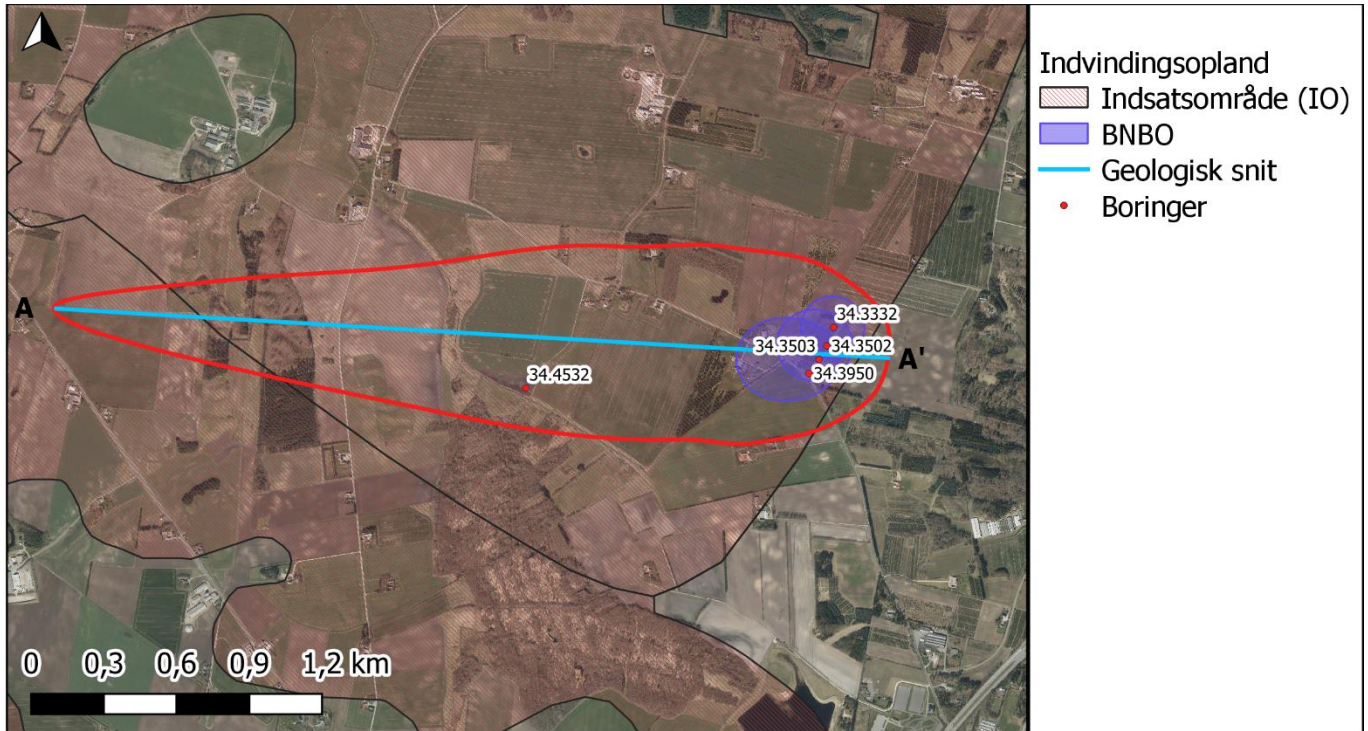 Indvindingsopland
Indsatsområde (IO)
BNBO
Geologisk snit
Boringer
A
34.3332
34.3503
34.3502
A'
34.3950
34.4532
0 0,3 0,6 0,9 1,2 km